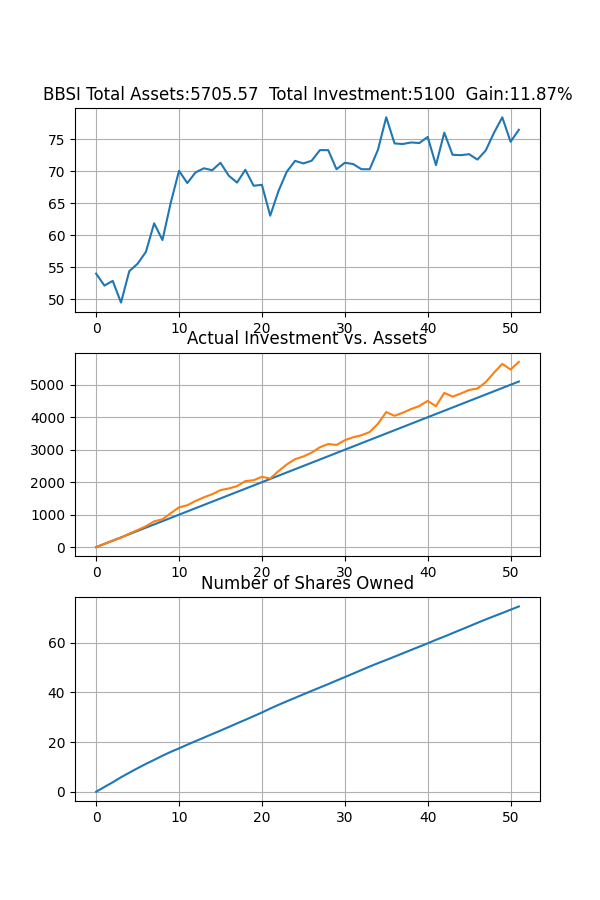 BBSI Total Assets:5705.57  Total Investment:5100  Gain:11.87%
75
70
65
60
55
50
0 10 20 30 40 50
Actual Investment vs. Assets
5000
4000
3000
2000
1000
0
0 10 20 30 40 50
Number of Shares Owned
60
40
20
0
0 10 20 30 40 50